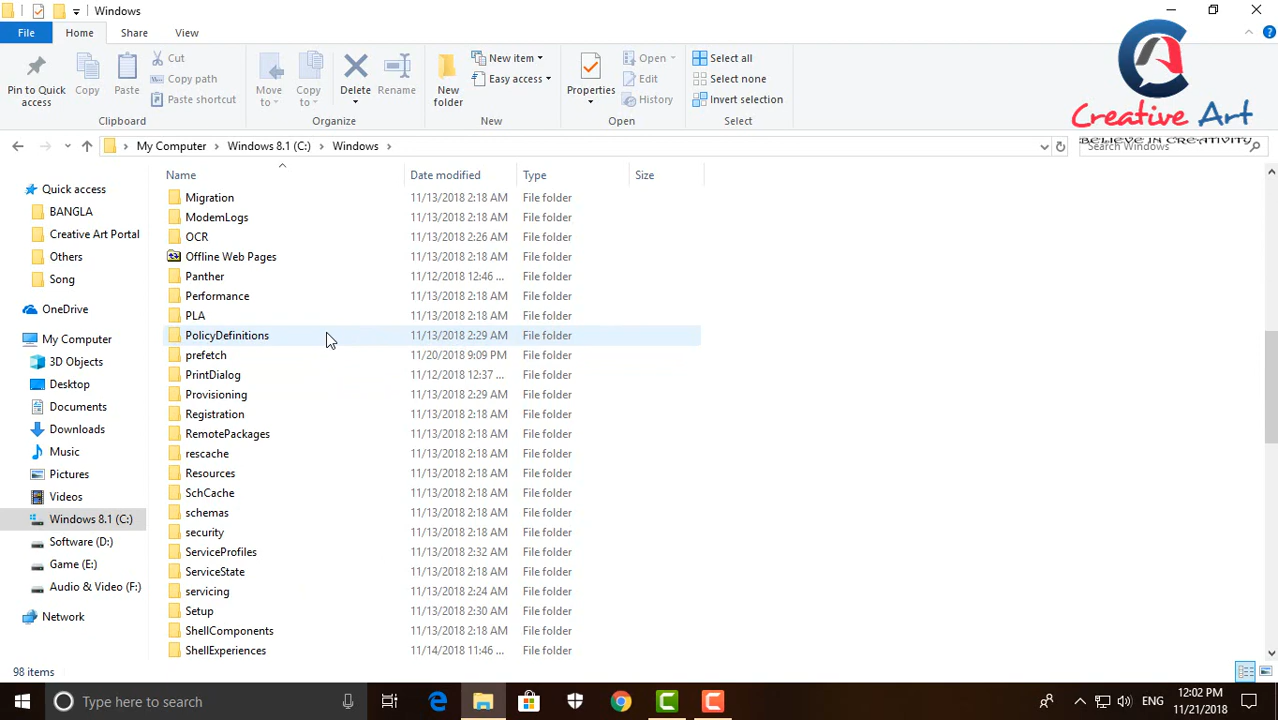 Windows
File Home Share View
Pin to Quick access
Copy
Paste
Cut
Copy path
Paste shortcut
Clipboard
Move to
Copy to
Delete
Rename
Organize
New folder
New item
Easy access
New
Properties
Open
Edit
History
Open
Select all
Select none
Invert selection
Select
CA
Creative Art
BELIEVE IN CREATIVITY
My Computer > Windows 8.1 (C:) > Windows >
Search Windows
Quick access
BANGLA
Creative Art Portal
Others
Song
OneDrive
My Computer
3D Objects
Desktop
Documents
Downloads
Music
Pictures
Videos
Windows 8.1 (C:)
Software (D:)
Game (E:)
Audio & Video (F:)
Network
Name Date modified Type Size
Migration 11/13/2018 2:18 AM File folder
ModemLogs 11/13/2018 2:18 AM File folder
OCR 11/13/2018 2:26 AM File folder
Offline Web Pages 11/13/2018 2:18 AM File folder
Panther 11/12/2018 12:46 ... File folder
Performance 11/13/2018 2:18 AM File folder
PLA 11/13/2018 2:18 AM File folder
PolicyDefinitions 11/13/2018 2:29 AM File folder
prefetch 11/20/2018 9:09 PM File folder
PrintDialog 11/12/2018 12:37 ... File folder
Provisioning 11/13/2018 2:29 AM File folder
Registration 11/13/2018 2:18 AM File folder
RemotePackages 11/13/2018 2:18 AM File folder
rescache 11/13/2018 2:18 AM File folder
Resources 11/13/2018 2:18 AM File folder
SchCache 11/13/2018 2:18 AM File folder
schemas 11/13/2018 2:18 AM File folder
security 11/13/2018 2:18 AM File folder
ServiceProfiles 11/13/2018 2:32 AM File folder
ServiceState 11/13/2018 2:18 AM File folder
servicing 11/13/2018 2:24 AM File folder
Setup 11/13/2018 2:30 AM File folder
ShellComponents 11/13/2018 2:18 AM File folder
ShellExperiences 11/14/2018 11:46 ... File folder
98 items
Type here to search
ENG
12:02 PM
11/21/2018